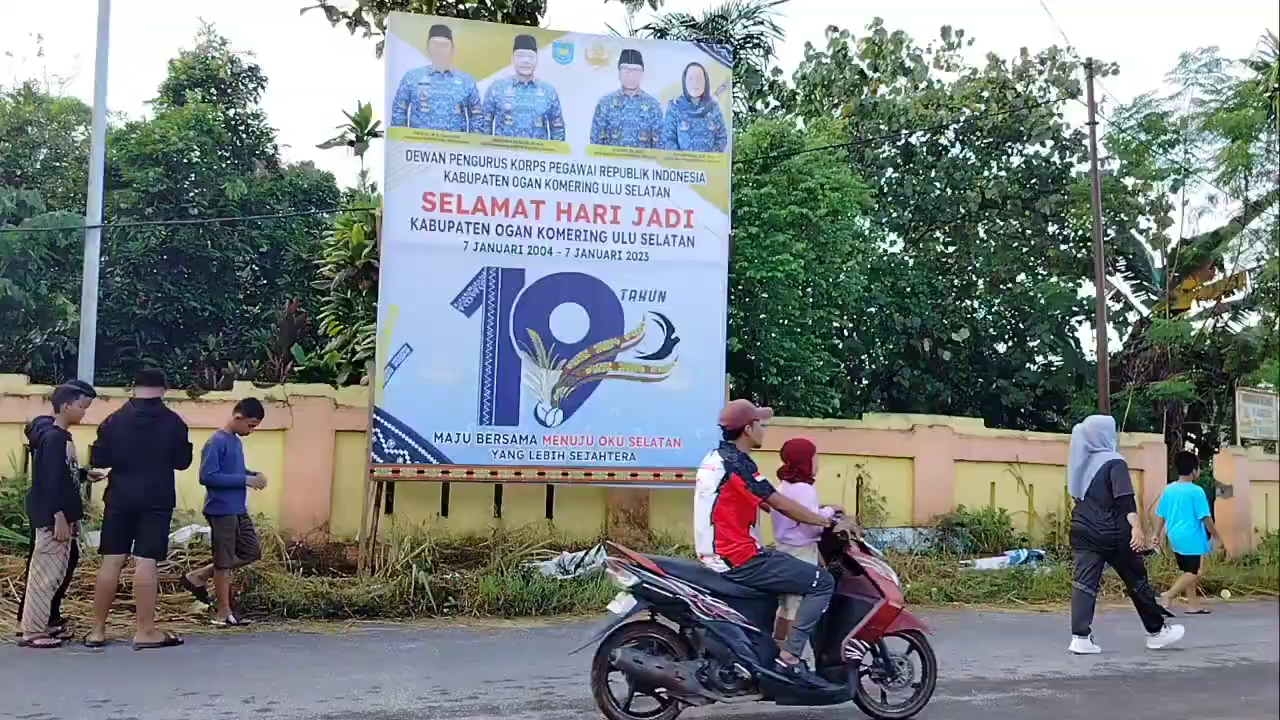 DEWAN PENGURUS KORPS PEGAWAI REPUBLIK INDONESIA
KABUPATEN OGAN KOMERING ULU SELATAN
SELAMAT HARI JADI
KABUPATEN OGAN KOMERING ULU SELATAN
7 JANUARI 2004 - 7 JANUARI 2023
19 TAHUN
MAJU BERSAMA MENUJU OKU SELATAN
YANG LEBIH SEJAHTERA